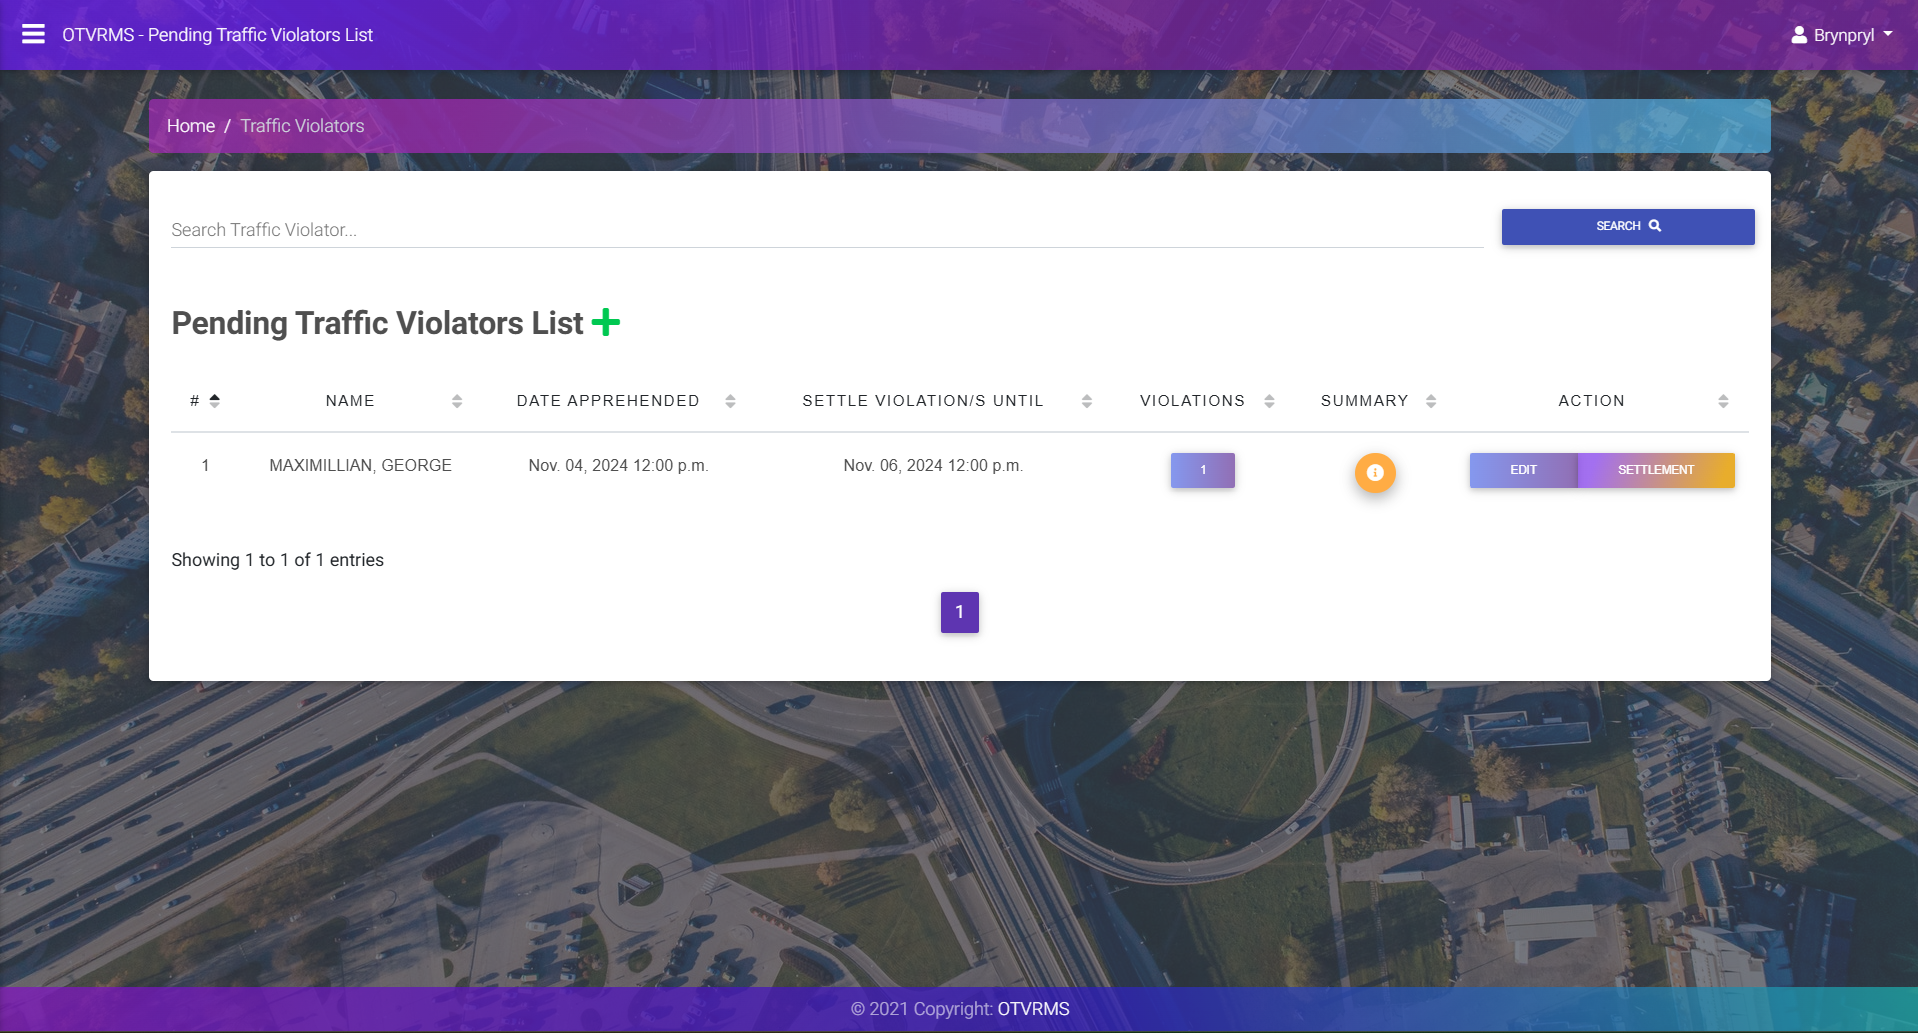 OTVRMS - Pending Traffic Violators List
Brynpryl
Home / Traffic Violators
Search Traffic Violator...
SEARCH
Pending Traffic Violators List
# NAME DATE APPREHENDED SETTLE VIOLATION/S UNTIL VIOLATIONS SUMMARY ACTION
1 MAXIMILLIAN, GEORGE Nov. 04, 2024 12:00 p.m. Nov. 06, 2024 12:00 p.m. 1 EDIT SETTLEMENT
Showing 1 to 1 of 1 entries
1
© 2021 Copyright: OTVRMS